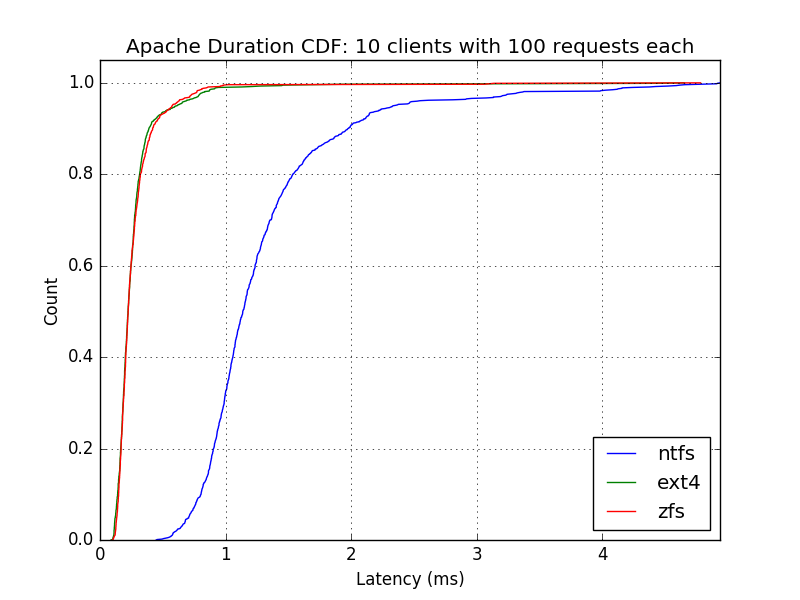 Apache Duration CDF: 10 clients with 100 requests each
1.0
0.8
0.6
0.4
0.2
0.0
Count
0 1 2 3 4
Latency (ms)
ntfs
ext4
zfs